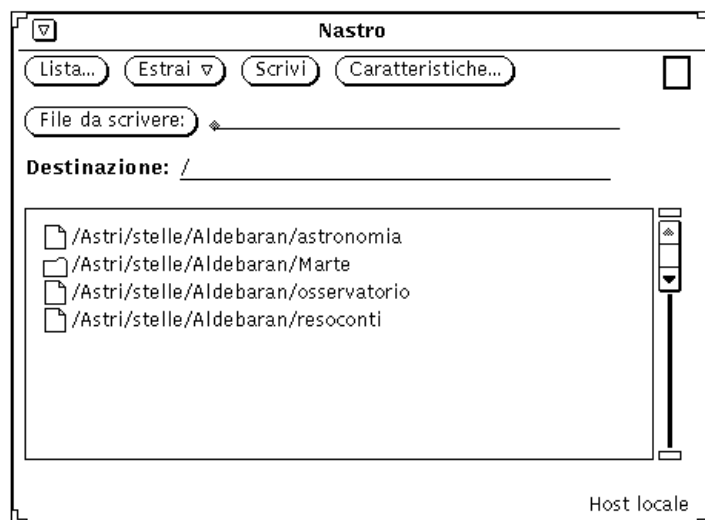 Nastro
Lista... Estrai Scrivi Caratteristiche...
File da scrivere:
Destinazione: /
/Astri/stelle/Aldebaran/astronomia
/Astri/stelle/Aldebaran/Marte
/Astri/stelle/Aldebaran/osservatorio
/Astri/stelle/Aldebaran/resoconti
Host locale